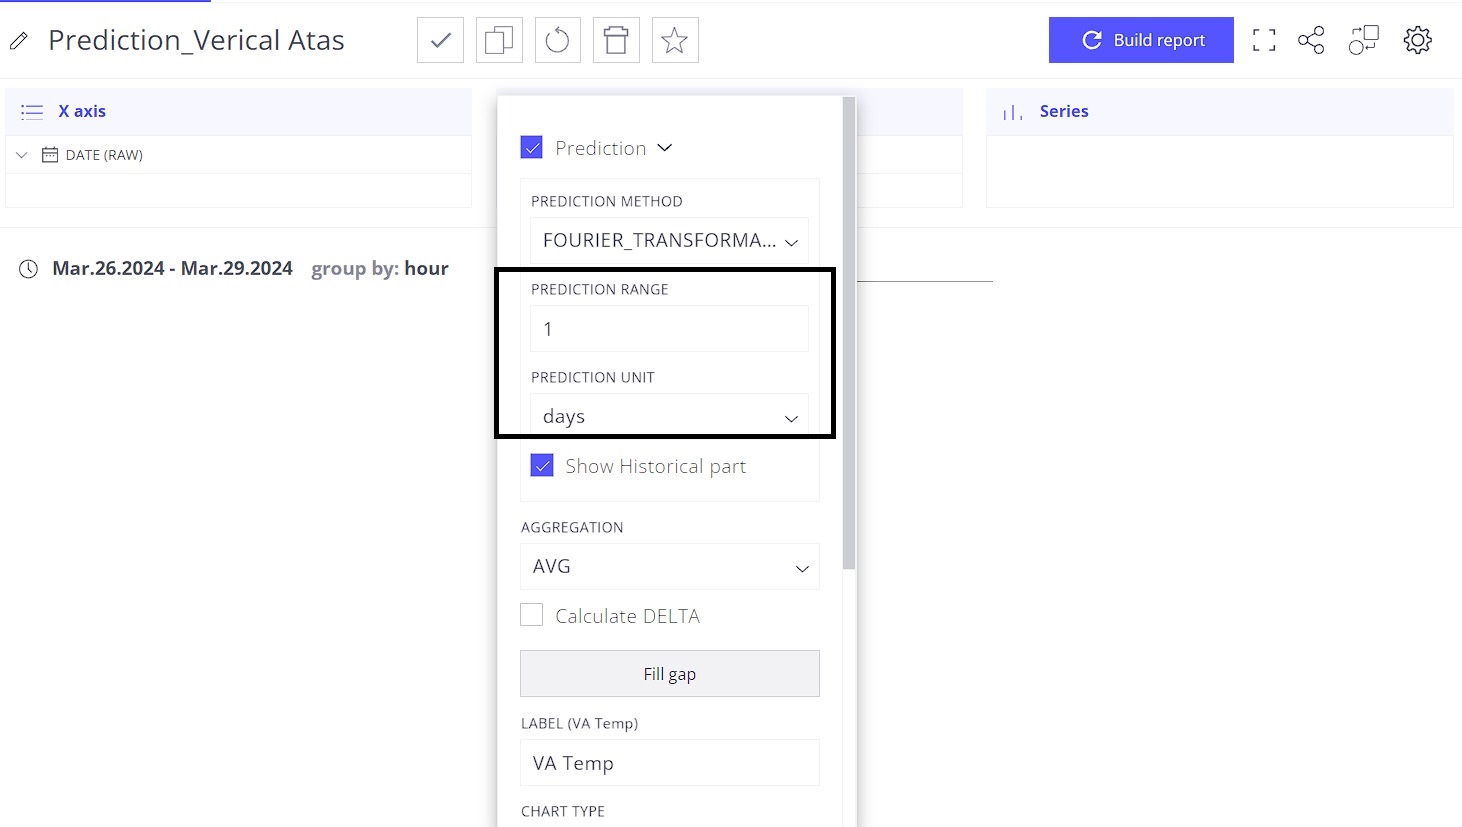 Prediction_Verical Atas
Build report
X axis
DATE (RAW)
Series
Mar.26.2024 - Mar.29.2024 group by: hour
Prediction
PREDICTION METHOD
FOURIER_TRANSFORMA...
PREDICTION RANGE
1
PREDICTION UNIT
days
Show Historical part
AGGREGATION
AVG
Calculate DELTA
Fill gap
LABEL (VA Temp)
VA Temp
CHART TYPE